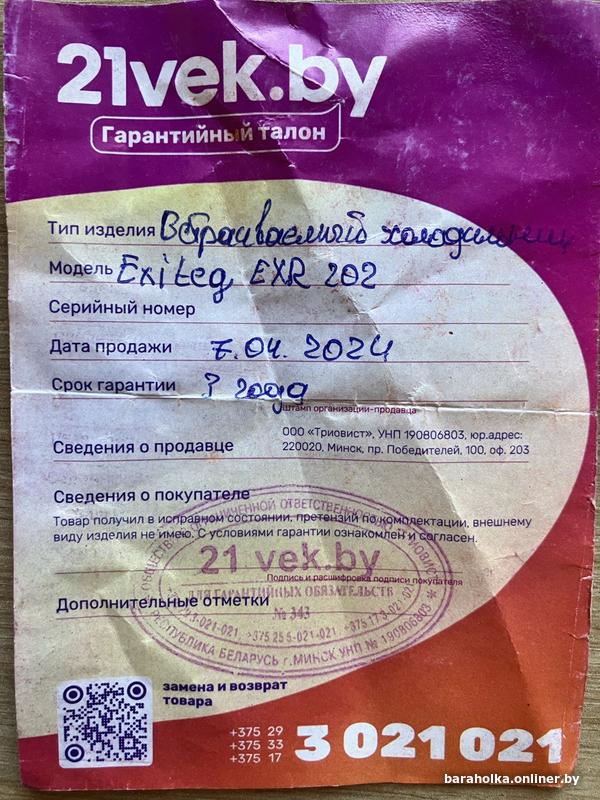 21vek.by
Гарантийный талон
Тип изделия Встраиваемый холодильник
Модель Exiteq EXR 202
Серийный номер
Дата продажи 7.04.2024
Срок гарантии 3 года
Штамп организации-продавца
ООО «Триовист», УНП 190806803, юр.адрес:
Сведения о продавце 220020, Минск, пр. Победителей, 100, оф. 203
Сведения о покупателе
Товар получил в исправном состоянии, претензий по комплектации, внешнему
виду изделия не имею. С условиями гарантии ознакомлен и согласен.
21 vek.by
Подпись и расшифровка подписи покупателя
ДЛЯ ГАРАНТИЙНЫХ ОБЯЗАТЕЛЬСТВ
Дополнительные отметки
№ 343
РЕСПУБЛИКА БЕЛАРУСЬ г.МИНСК УНП № 190806803
замена и возврат
товара
+375 29
+375 33
+375 17
3 021 021
baraholka.onliner.by